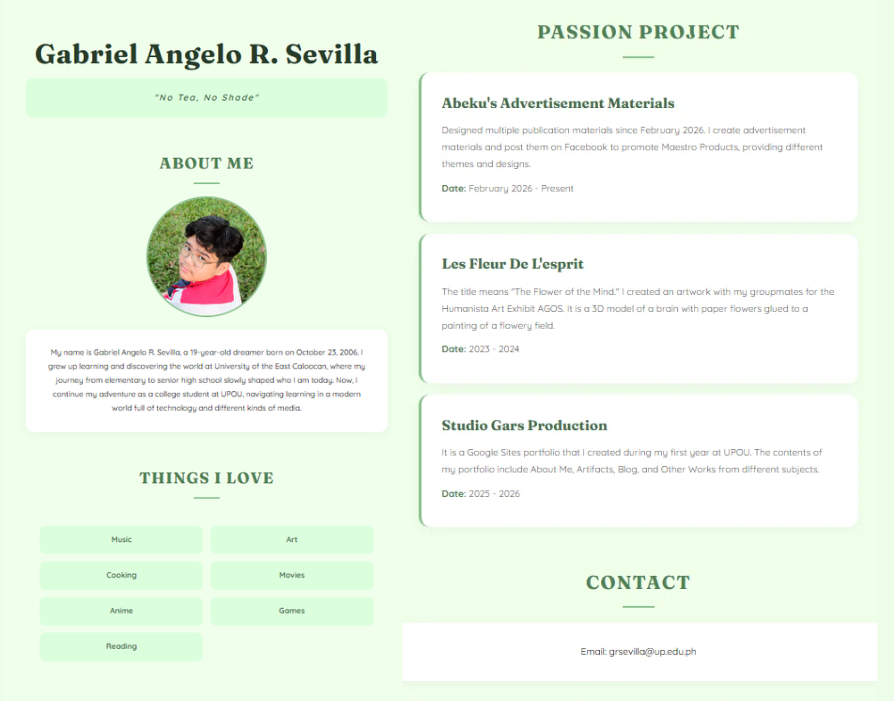 Gabriel Angelo R. Sevilla
"No Tea, No Shade"
ABOUT ME
My name is Gabriel Angelo R. Sevilla, a 19-year-old dreamer born on October 23, 2006. I
grew up learning and discovering the world at University of the East Caloocan, where my
journey from elementary to senior high school slowly shaped who I am today. Now, I
continue my adventure as a college student at UPOU, navigating learning in a modern
world full of technology and different kinds of media.
THINGS I LOVE
Music
Art
Cooking
Movies
Anime
Games
Reading
PASSION PROJECT
Abeku's Advertisement Materials
Designed multiple publication materials since February 2026. I create advertisement
materials and post them on Facebook to promote Maestro Products, providing different
themes and designs.
Date: February 2026 - Present
Les Fleur De L'esprit
The title means "The Flower of the Mind." I created an artwork with my groupmates for the
Humanista Art Exhibit AGOS. It is a 3D model of a brain with paper flowers glued to a
painting of a flowery field.
Date: 2023 - 2024
Studio Gars Production
It is a Google Sites portfolio that I created during my first year at UPOU. The contents of
my portfolio include About Me, Artifacts, Blog, and Other Works from different subjects.
Date: 2025 - 2026
CONTACT
Email: grsevilla@up.edu.ph